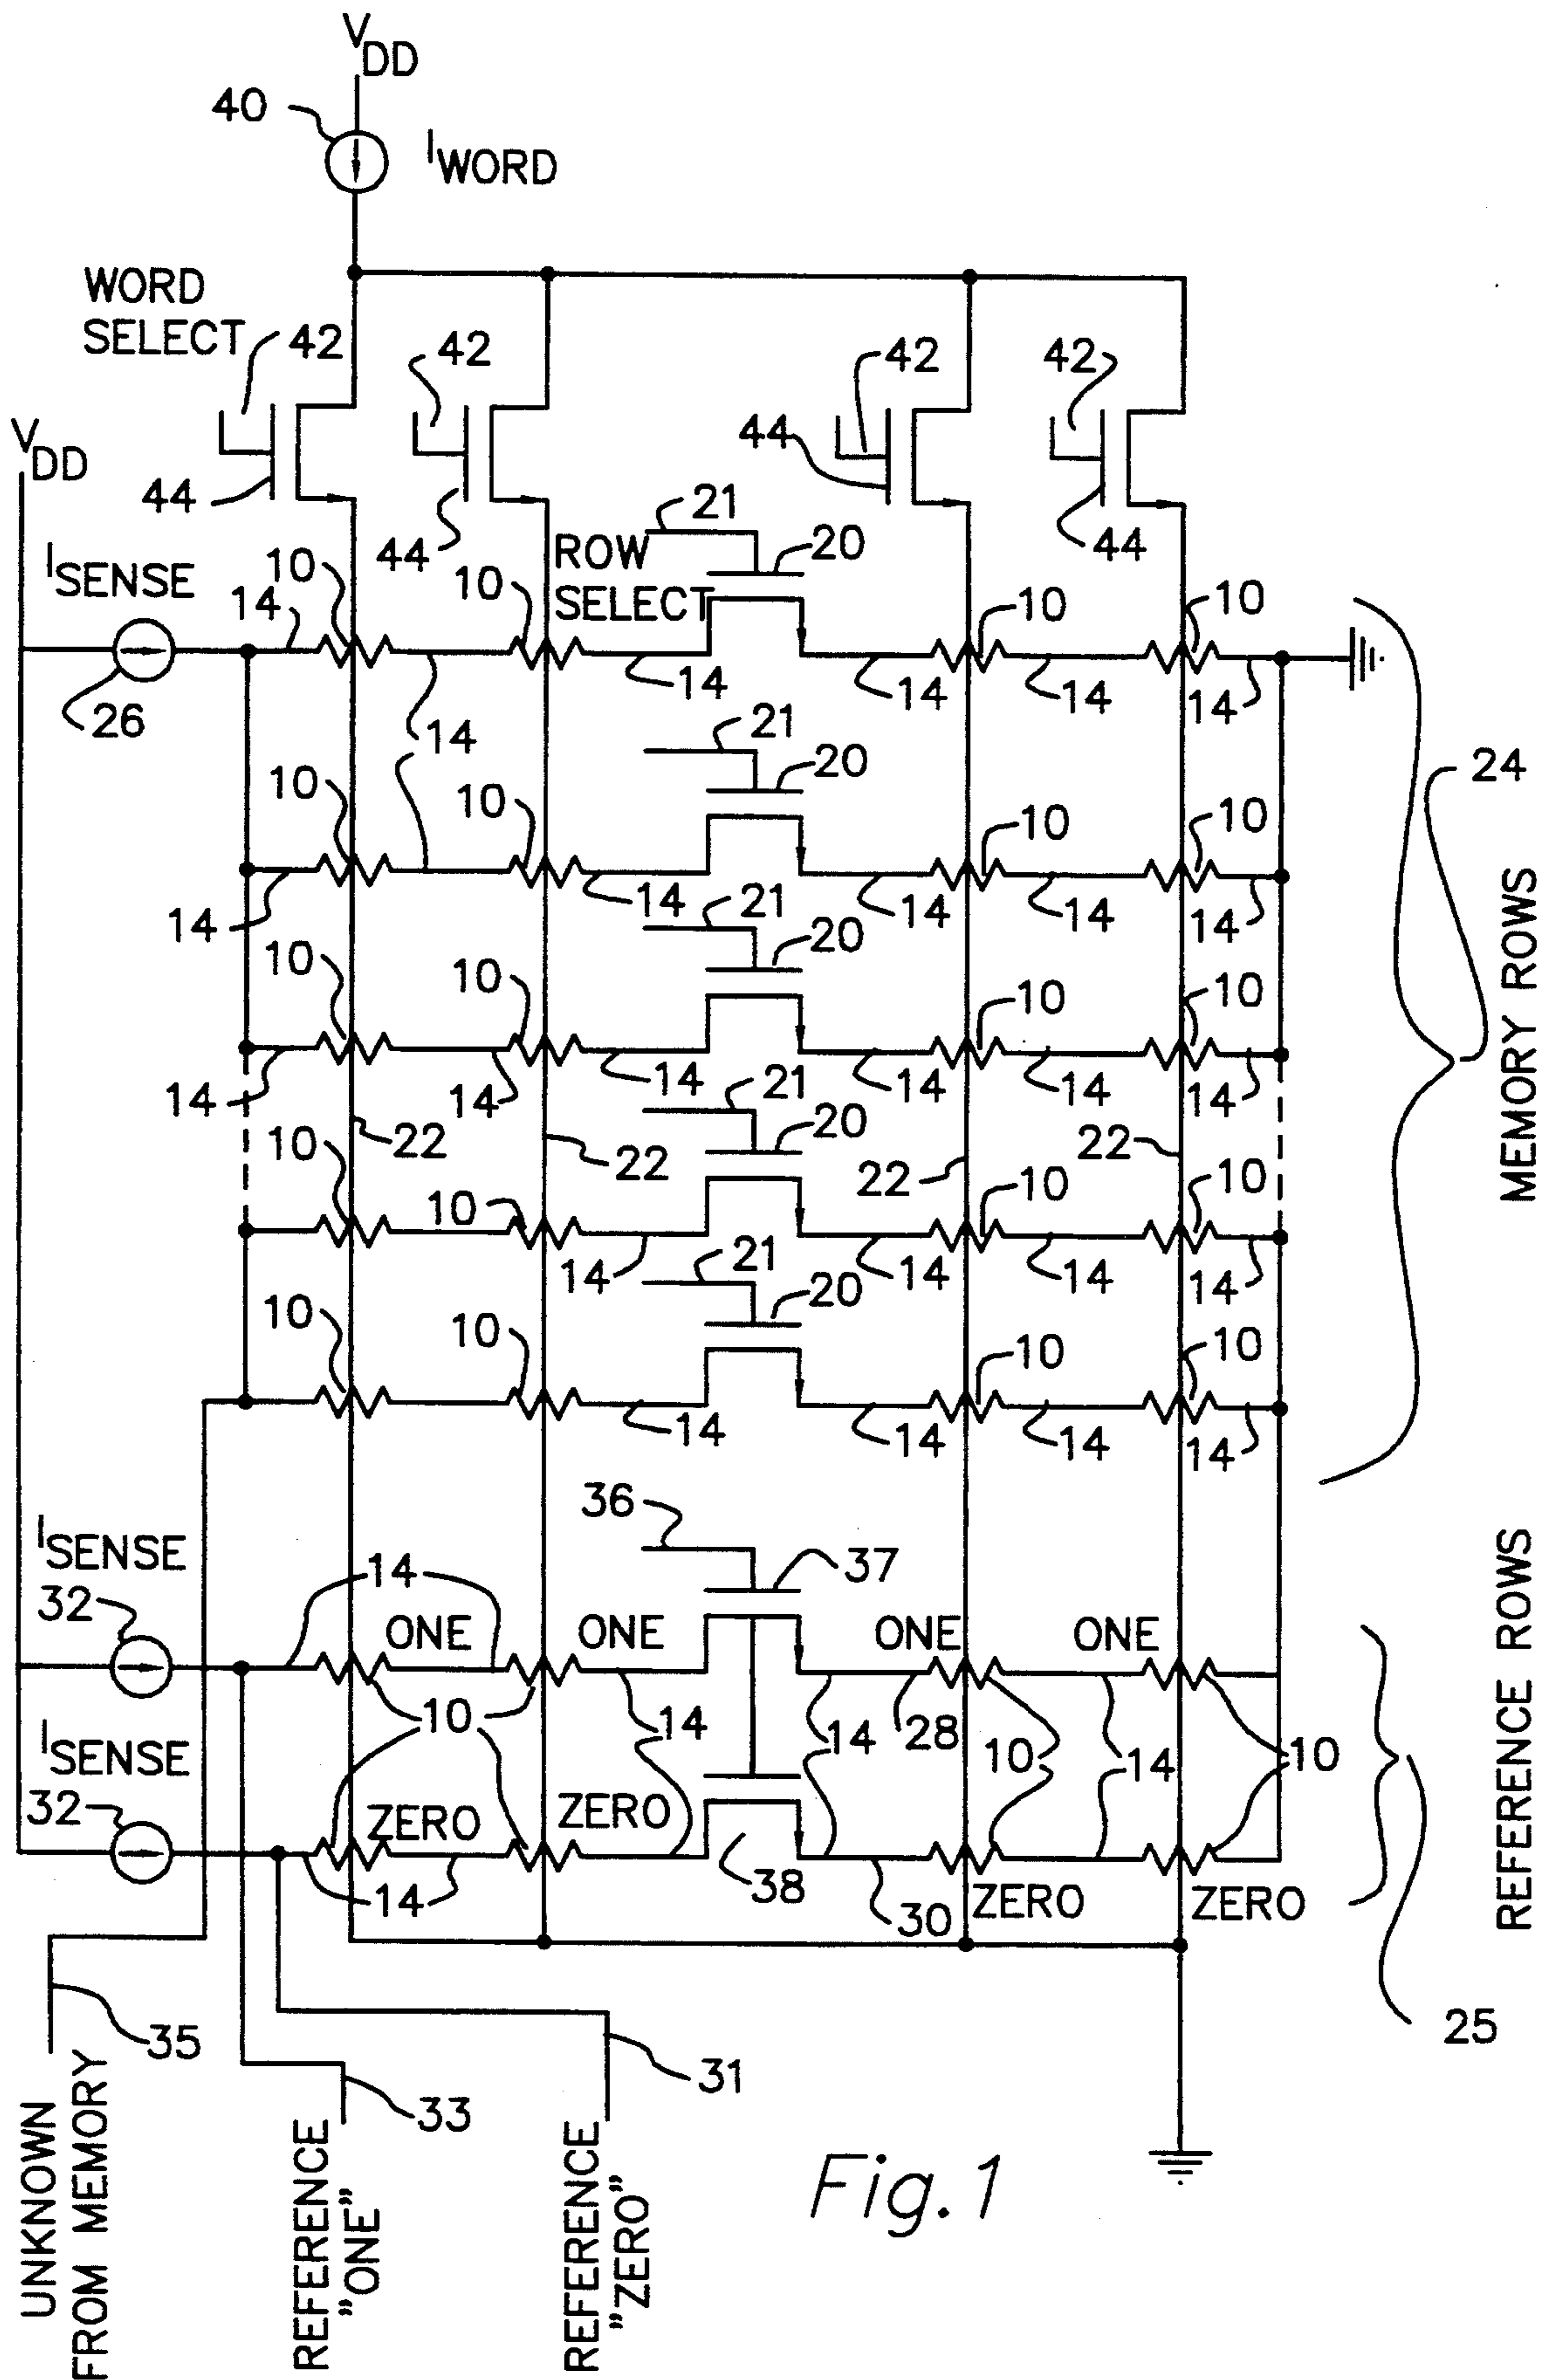 VDD
40
IWORD
WORD
SELECT
42 42 42 42
VDD
44 44 44 44
21
ISENSE 10 10 ROW 20
SELECT
14 10 10
26 14 14 14 14
14 21
20
24
10 10 10 10
14 14 14 14 14
21
20
10 10 10 10
14 14 14 14 14 14
21
22 22 22 22
20
10 10 10 10
14 14 14 14
21
20
10 10 10 10
14 14 14 14
MEMORY ROWS
36
ISENSE
37
32 14
ONE ONE ONE ONE
10 14 14 28 10 14 10
ISENSE
32
ZERO ZERO
14 38 30 ZERO ZERO
REFERENCE ROWS
25
35
31
33
UNKNOWN
FROM MEMORY
REFERENCE
"ONE"
REFERENCE
"ZERO"
Fig. 1